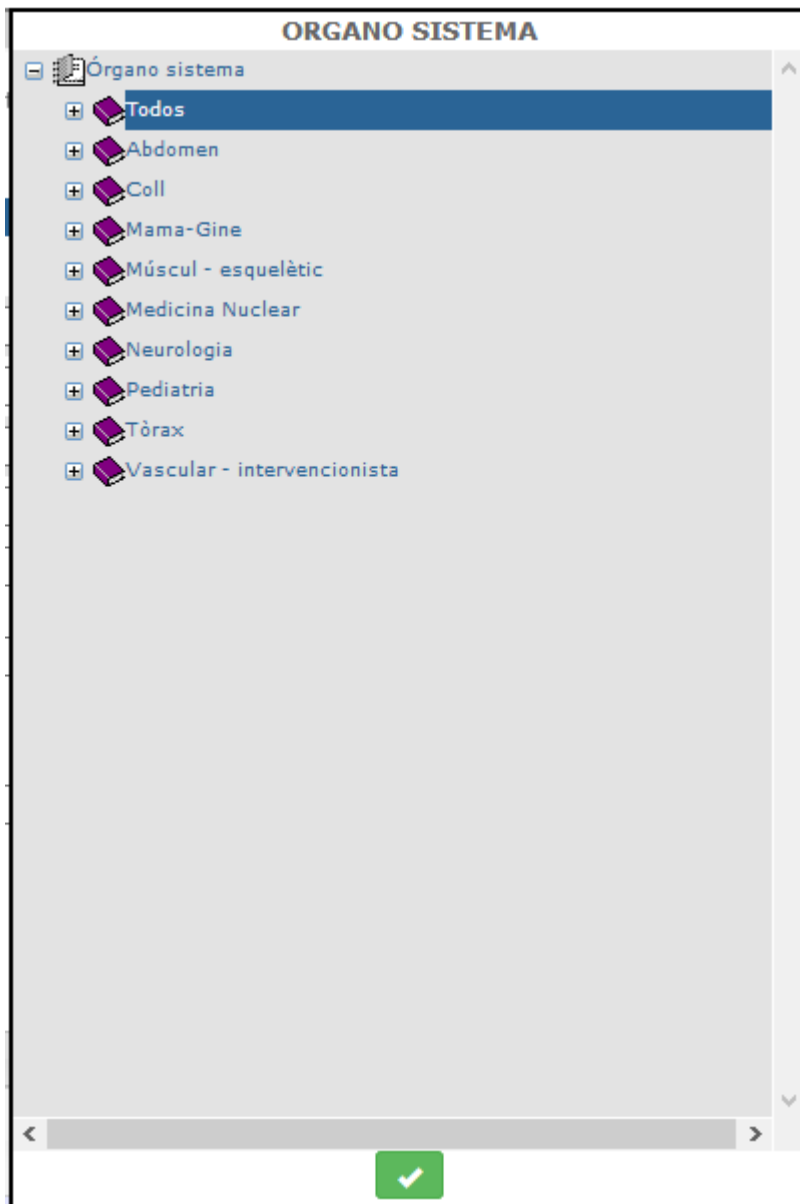 ORGANO SISTEMA
Órgano sistema
Todos
Abdomen
Coll
Mama-Gine
Múscul - esquelètic
Medicina Nuclear
Neurologia
Pediatria
Tòrax
Vascular - intervencionista